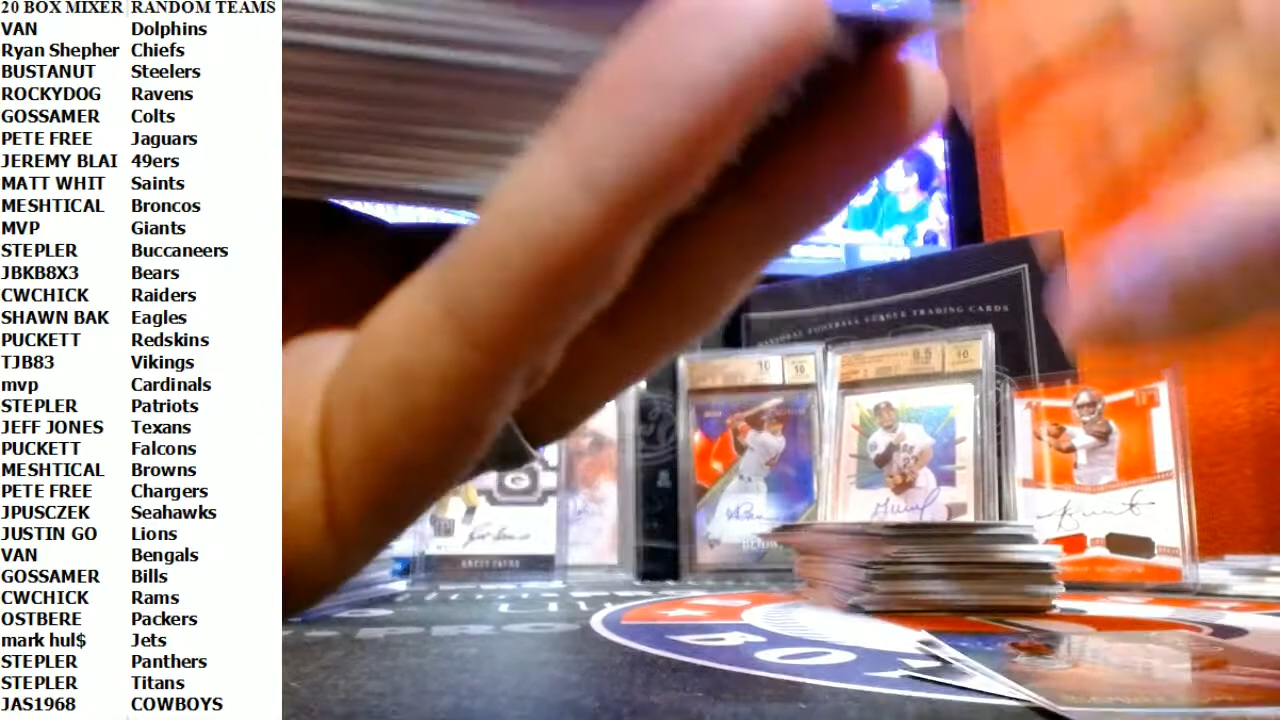 20 BOX MIXER RANDOM TEAMS
VAN Dolphins
Ryan Shepher Chiefs
BUSTANUT Steelers
ROCKYDOG Ravens
GOSSAMER Colts
PETE FREE Jaguars
JEREMY BLAI 49ers
MATT WHIT Saints
MESHTICAL Broncos
MVP Giants
STEPLER Buccaneers
JBKB8X3 Bears
CWCHICK Raiders
SHAWN BAK Eagles
PUCKETT Redskins
TJB83 Vikings
mvp Cardinals
STEPLER Patriots
JEFF JONES Texans
PUCKETT Falcons
MESHTICAL Browns
PETE FREE Chargers
JPUSCZEK Seahawks
JUSTIN GO Lions
VAN Bengals
GOSSAMER Bills
CWCHICK Rams
OSTBERE Packers
mark hul$ Jets
STEPLER Panthers
STEPLER Titans
JAS1968 COWBOYS
NATIONAL FOOTBALL LEAGUE TRADING CARDS
10 10
9.5 10
G
BRETT FAVRE
BO